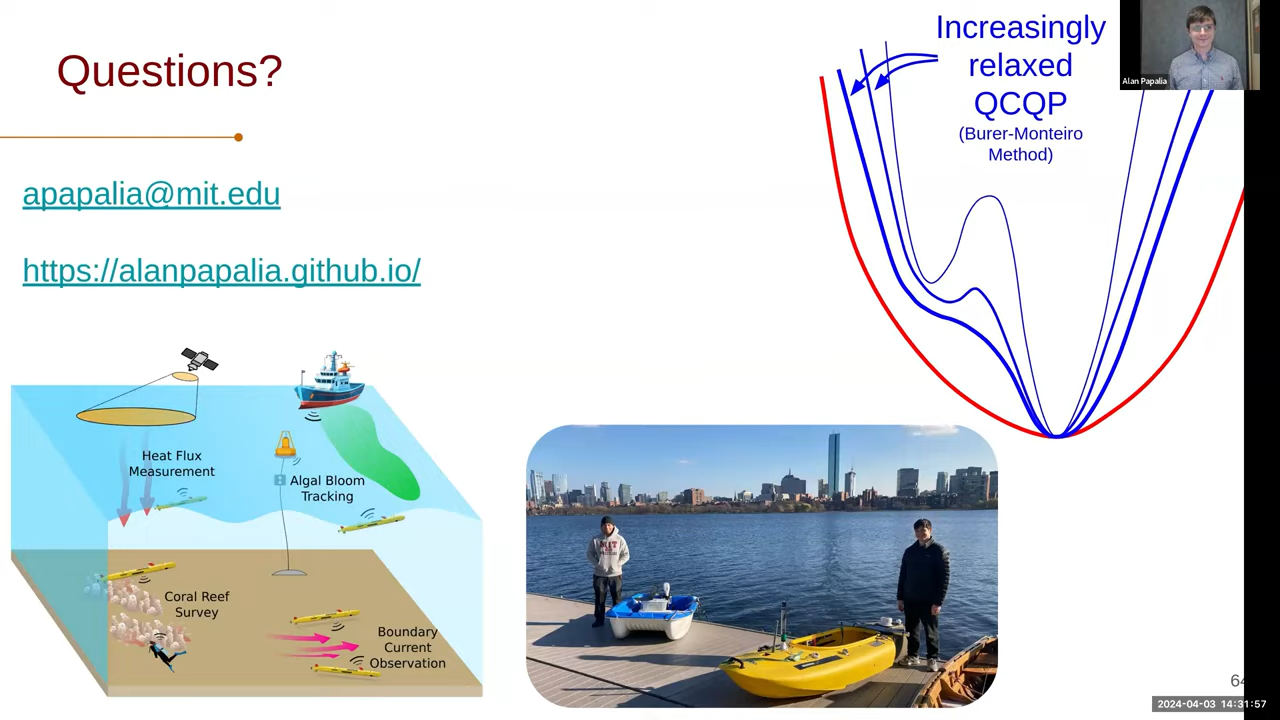 Questions?
apapalia@mit.edu
https://alanpapalia.github.io/
Increasingly
relaxed
QCQP
(Burer-Monteiro
Method)
Alan Papalia
Heat Flux
Measurement
Algal Bloom
Tracking
Coral Reef
Survey
Boundary
Current
Observation
MIT
2024-04-03 14:31:57